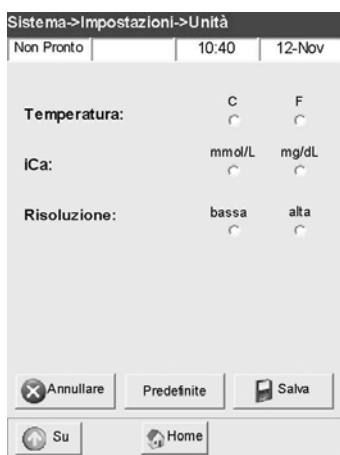 Sistema->Impostazioni->Unità
Non Pronto 10:40 12-Nov
C F
Temperatura:
mmol/L mg/dL
iCa:
Risoluzione: bassa alta
Annullare Predefinite Salva
Su Home